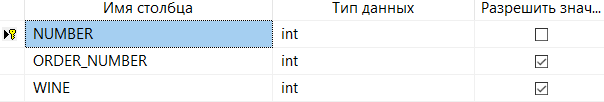 Имя столбца Тип данных Разрешить знач...
NUMBER int
ORDER_NUMBER int
WINE int